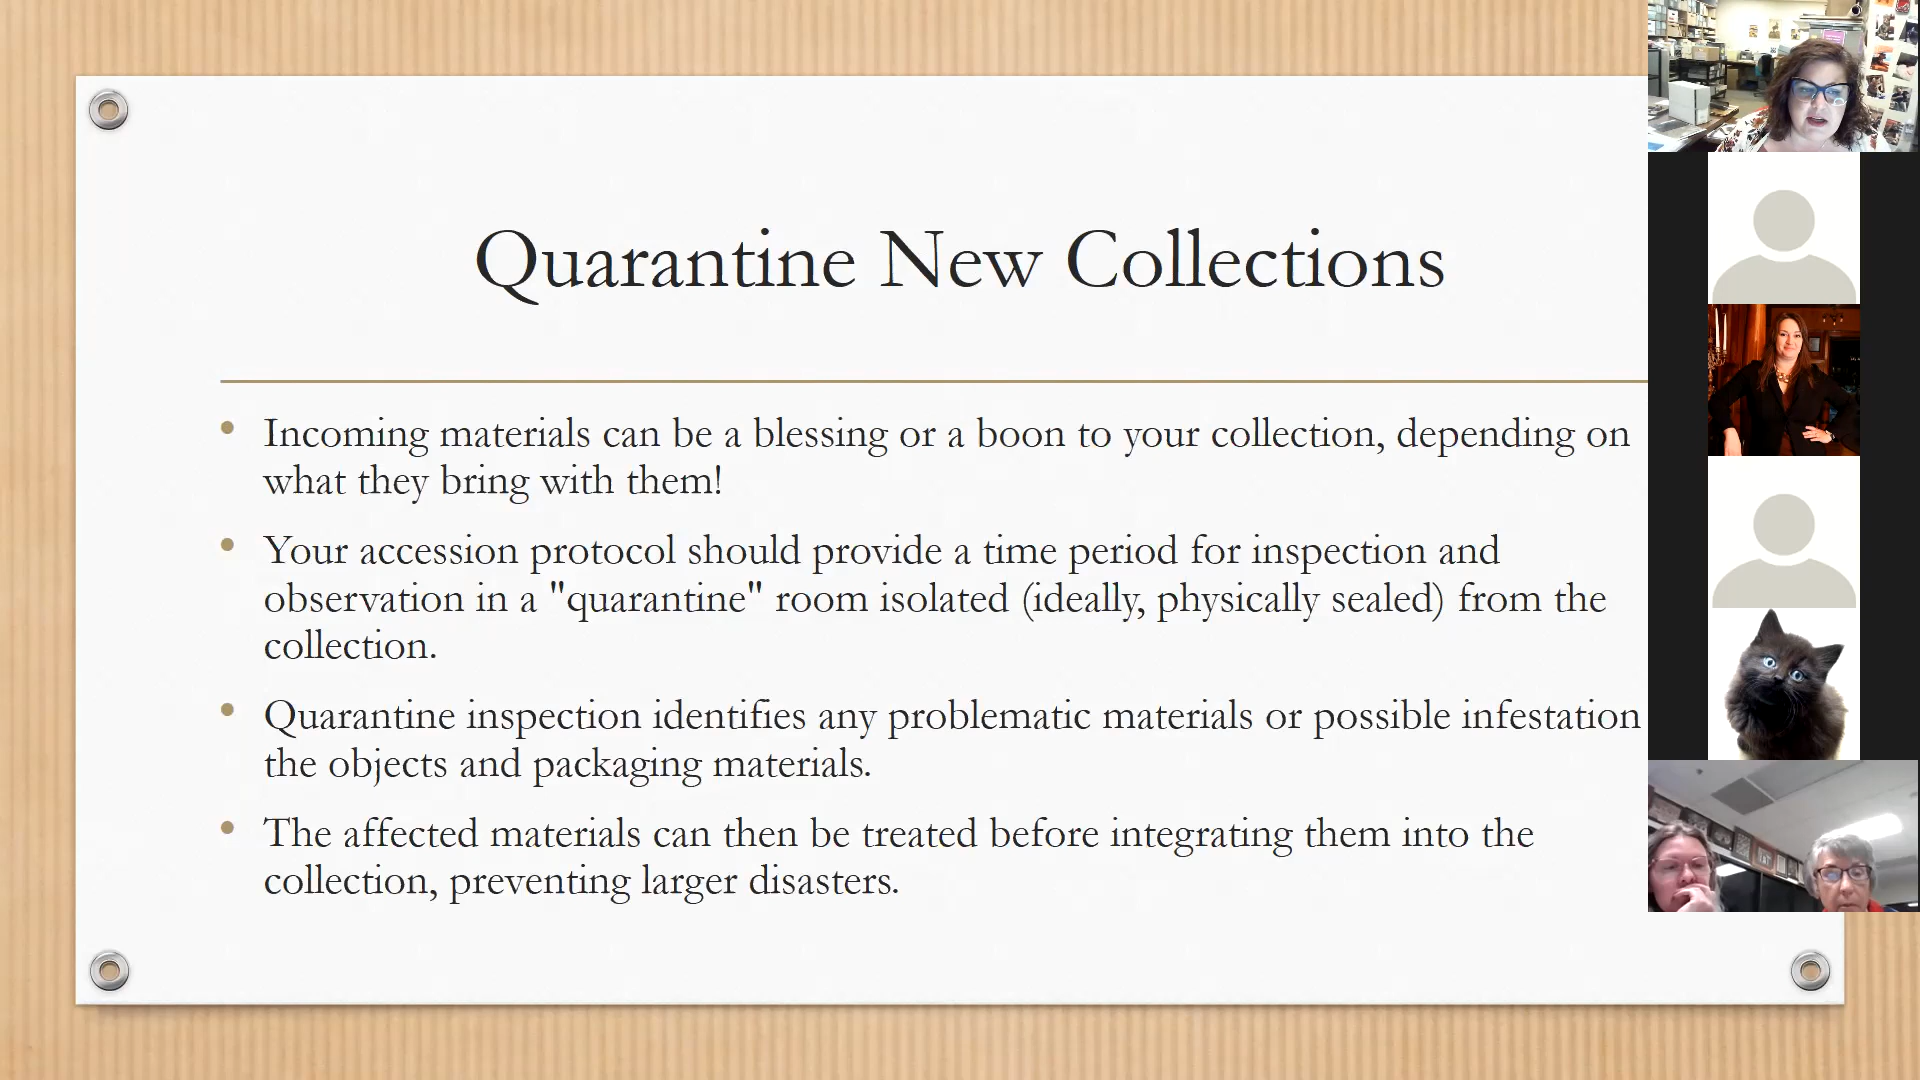 Quarantine New Collections
Incoming materials can be a blessing or a boon to your collection, depending on
what they bring with them!
Your accession protocol should provide a time period for inspection and
observation in a "quarantine" room isolated (ideally, physically sealed) from the
collection.
Quarantine inspection identifies any problematic materials or possible infestation
the objects and packaging materials.
The affected materials can then be treated before integrating them into the
collection, preventing larger disasters.